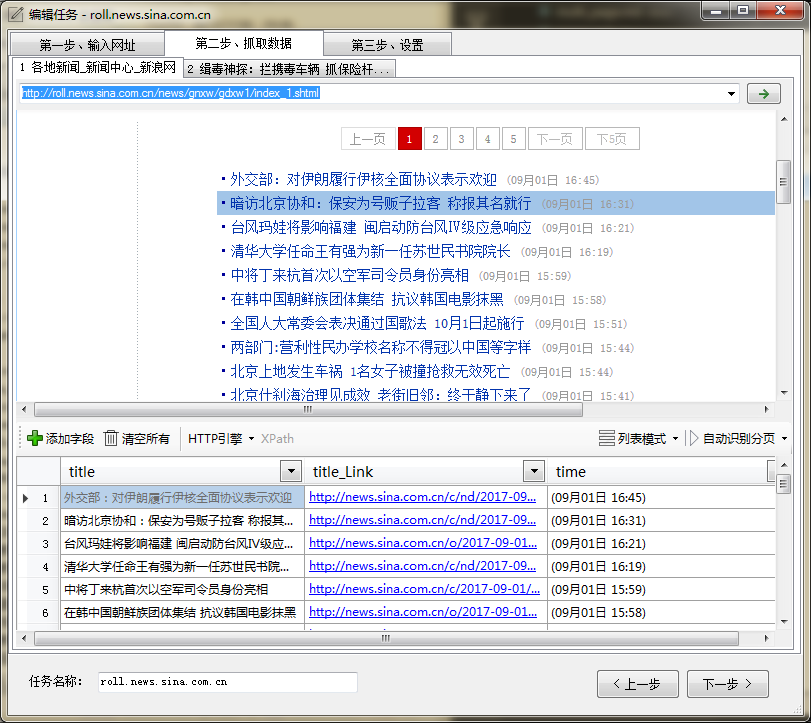 编辑任务 - roll.news.sina.com.cn
第一步、输入网址 第二步、抓取数据 第三步、设置
1 各地新闻_新闻中心_新浪网 2 缉毒神探：拦携毒车辆 抓保险杆...
http://roll.news.sina.com.cn/news/gnxw/gdxw1/index_1.shtml
上一页 1 2 3 4 5 下一页 下5页
· 外交部：对伊朗履行伊核全面协议表示欢迎 (09月01日 16:45)
· 暗访北京协和：保安为号贩子拉客 称报其名就行 (09月01日 16:31)
· 台风玛娃将影响福建 闽启动防台风IV级应急响应 (09月01日 16:21)
· 清华大学任命王有强为新一任苏世民书院院长 (09月01日 16:19)
· 中将丁来杭首次以空军司令员身份亮相 (09月01日 15:59)
· 在韩中国朝鲜族团体集结 抗议韩国电影抹黑 (09月01日 15:58)
· 全国人大常委会表决通过国歌法 10月1日起施行 (09月01日 15:51)
· 两部门:营利性民办学校名称不得冠以中国等字样 (09月01日 15:44)
· 北京上地发生车祸 1名女子被撞抢救无效死亡 (09月01日 15:44)
· 北京什刹海治理见成效 老街旧邻：终于静下来了 (09月01日 15:41)
添加字段 清空所有 HTTP引擎 XPath 列表模式 自动识别分页
title title_Link time
1 外交部：对伊朗履行伊核全面协议表示欢迎 http://news.sina.com.cn/c/nd/2017-09... (09月01日 16:45)
2 暗访北京协和：保安为号贩子拉客 称报其... http://news.sina.com.cn/c/nd/2017-09... (09月01日 16:31)
3 台风玛娃将影响福建 闽启动防台风IV级应... http://news.sina.com.cn/o/2017-09-01... (09月01日 16:21)
4 清华大学任命王有强为新一任苏世民书院... http://news.sina.com.cn/c/nd/2017-09... (09月01日 16:19)
5 中将丁来杭首次以空军司令员身份亮相 http://news.sina.com.cn/c/2017-09-01/... (09月01日 15:59)
6 在韩中国朝鲜族团体集结 抗议韩国电影抹黑 http://news.sina.com.cn/o/2017-09-01... (09月01日 15:58)
任务名称： roll.news.sina.com.cn 上一步 下一步